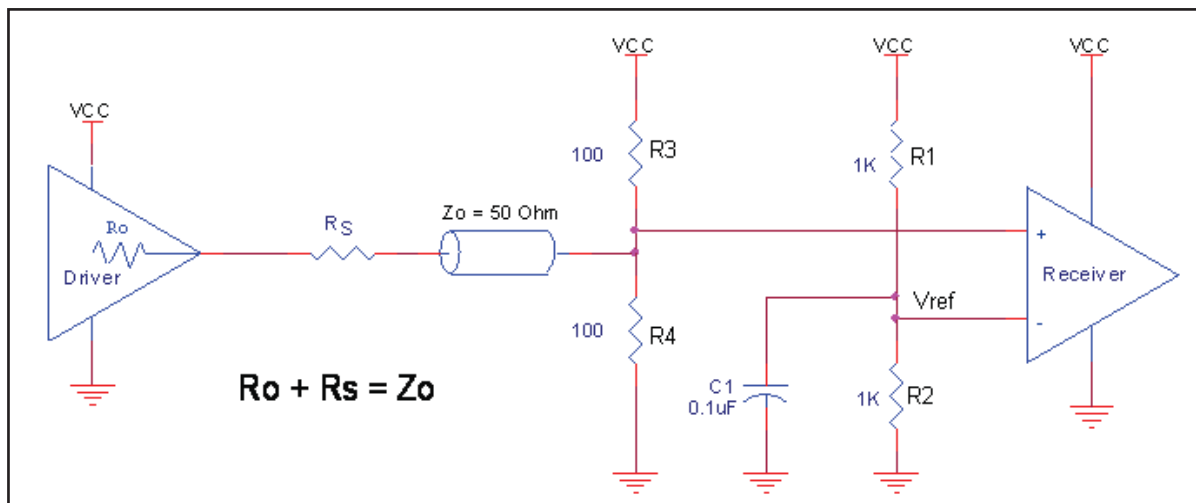 VCC
Ro
Driver
RS
Zo = 50 Ohm
VCC
100
R3
100
R4
VCC
1K
R1
Vref
C1
0.1uF
1K
R2
VCC
+
-
Receiver
Ro + Rs = Zo